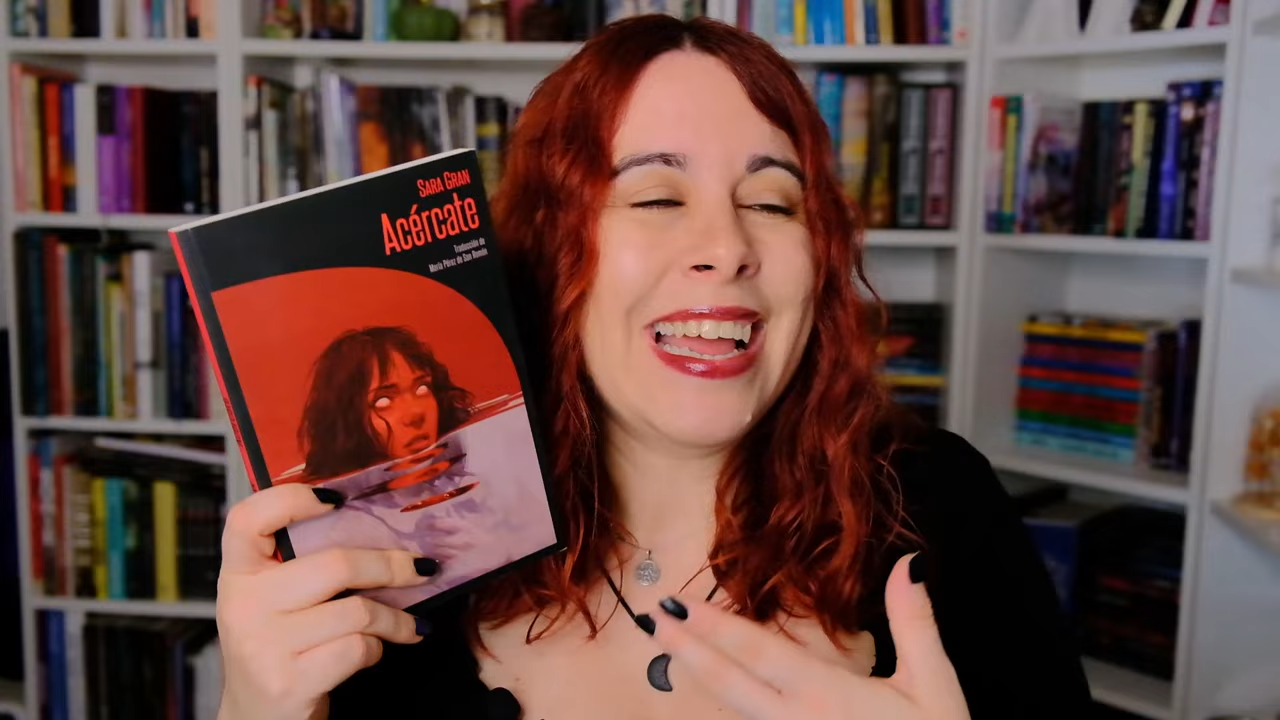 SARA GRAN
Acércate
Traducción de
María Pérez de San Román